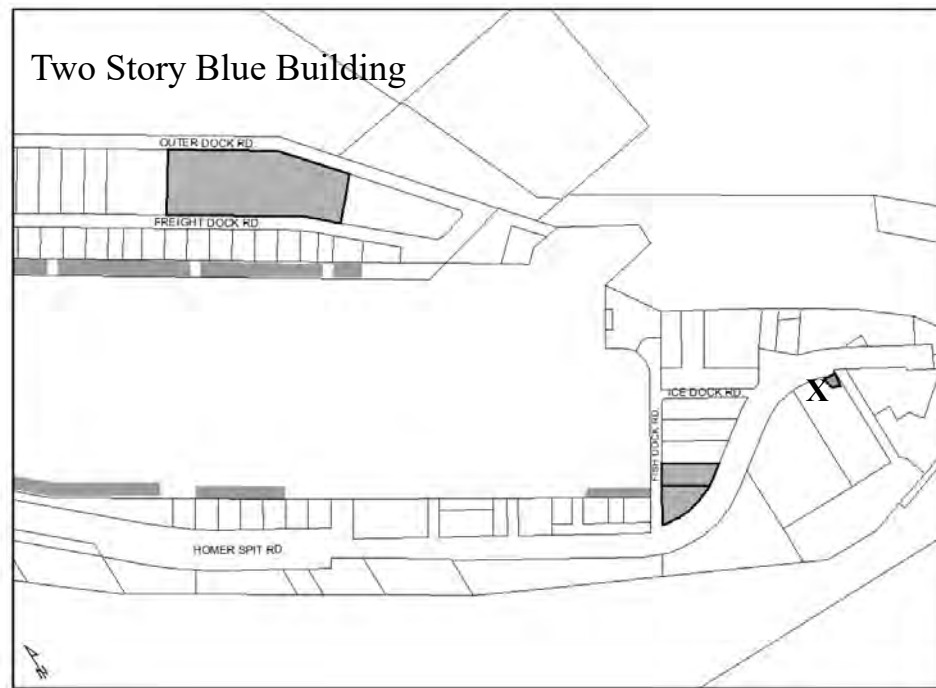 Two Story Blue Building
OUTER DOCK RD.
FREIGHT DOCK RD.
X
ICE DOCK RD.
FISH DOCK RD.
HOMER SPIT RD.
N